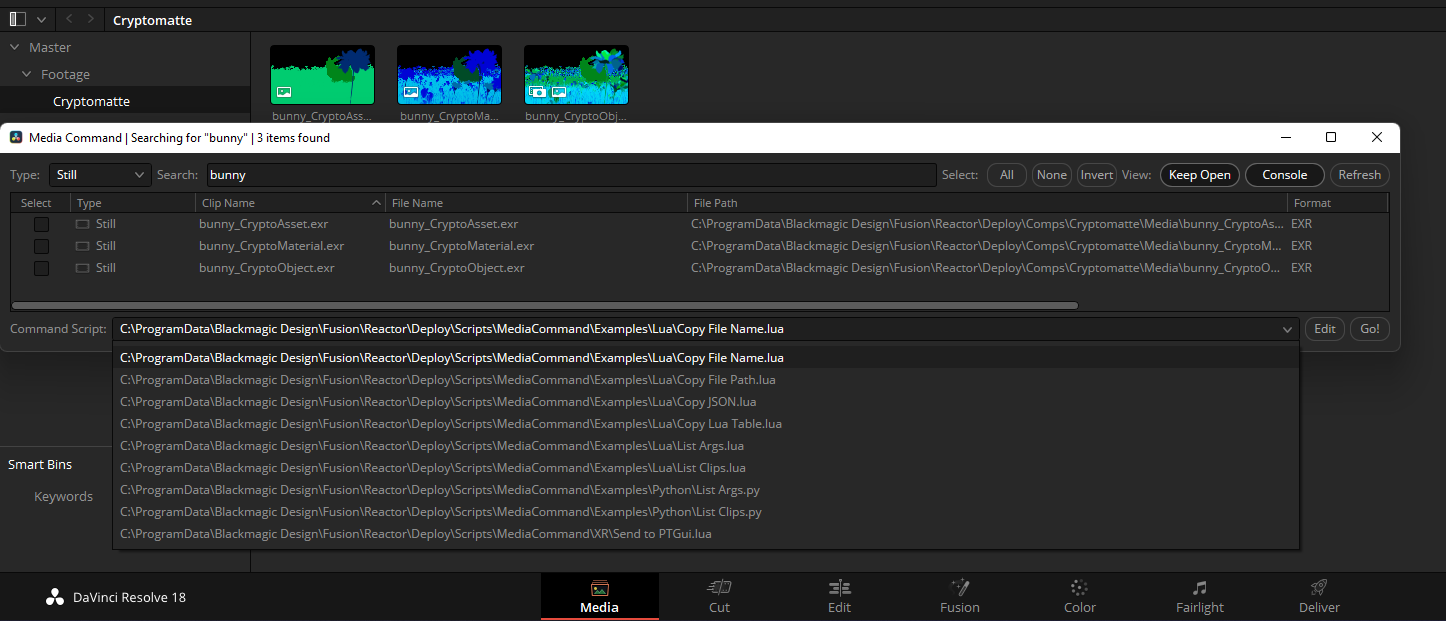 Cryptomatte
Master
Footage
Cryptomatte
bunny_CryptoAss... bunny_CryptoMa... bunny_CryptoObj...
Media Command | Searching for "bunny" | 3 items found
Type: Still Search: bunny Select: All None Invert View: Keep Open Console Refresh
Select Type Clip Name File Name File Path Format
Still bunny_CryptoAsset.exr bunny_CryptoAsset.exr C:\ProgramData\Blackmagic Design\Fusion\Reactor\Deploy\Comps\Cryptomatte\Media\bunny_CryptoAs... EXR
Still bunny_CryptoMaterial.exr bunny_CryptoMaterial.exr C:\ProgramData\Blackmagic Design\Fusion\Reactor\Deploy\Comps\Cryptomatte\Media\bunny_CryptoM... EXR
Still bunny_CryptoObject.exr bunny_CryptoObject.exr C:\ProgramData\Blackmagic Design\Fusion\Reactor\Deploy\Comps\Cryptomatte\Media\bunny_CryptoO... EXR
Command Script: C:\ProgramData\Blackmagic Design\Fusion\Reactor\Deploy\Scripts\MediaCommand\Examples\Lua\Copy File Name.lua Edit Go!
C:\ProgramData\Blackmagic Design\Fusion\Reactor\Deploy\Scripts\MediaCommand\Examples\Lua\Copy File Name.lua
C:\ProgramData\Blackmagic Design\Fusion\Reactor\Deploy\Scripts\MediaCommand\Examples\Lua\Copy File Path.lua
C:\ProgramData\Blackmagic Design\Fusion\Reactor\Deploy\Scripts\MediaCommand\Examples\Lua\Copy JSON.lua
C:\ProgramData\Blackmagic Design\Fusion\Reactor\Deploy\Scripts\MediaCommand\Examples\Lua\Copy Lua Table.lua
C:\ProgramData\Blackmagic Design\Fusion\Reactor\Deploy\Scripts\MediaCommand\Examples\Lua\List Args.lua
C:\ProgramData\Blackmagic Design\Fusion\Reactor\Deploy\Scripts\MediaCommand\Examples\Lua\List Clips.lua
C:\ProgramData\Blackmagic Design\Fusion\Reactor\Deploy\Scripts\MediaCommand\Examples\Python\List Args.py
C:\ProgramData\Blackmagic Design\Fusion\Reactor\Deploy\Scripts\MediaCommand\Examples\Python\List Clips.py
C:\ProgramData\Blackmagic Design\Fusion\Reactor\Deploy\Scripts\MediaCommand\XR\Send to PTGui.lua
Smart Bins
Keywords
DaVinci Resolve 18
Media Cut Edit Fusion Color Fairlight Deliver